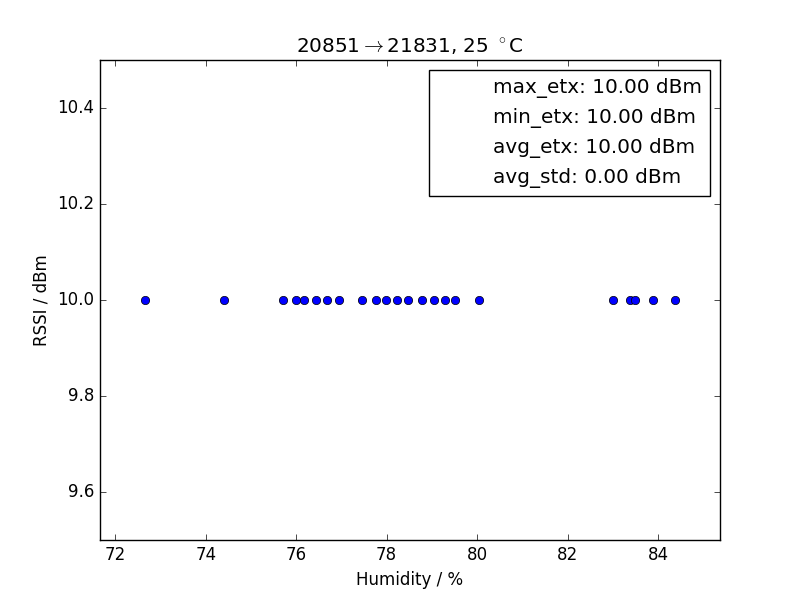 20851→21831, 25 °C
max_etx: 10.00 dBm
min_etx: 10.00 dBm
avg_etx: 10.00 dBm
avg_std: 0.00 dBm
10.4
10.2
10.0
9.8
9.6
RSSI / dBm
72 74 76 78 80 82 84
Humidity / %